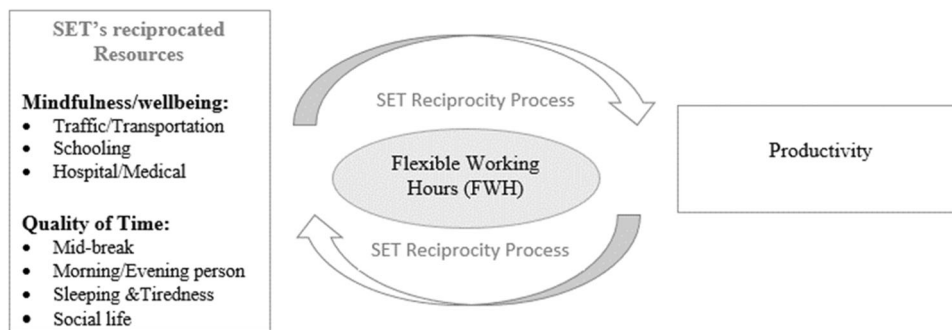 SET's reciprocated
Resources
Mindfulness/wellbeing:
• Traffic/Transportation
• Schooling
• Hospital/Medical
Quality of Time:
• Mid-break
• Morning/Evening person
• Sleeping &Tiredness
• Social life
SET Reciprocity Process
Flexible Working
Hours (FWH)
SET Reciprocity Process
Productivity